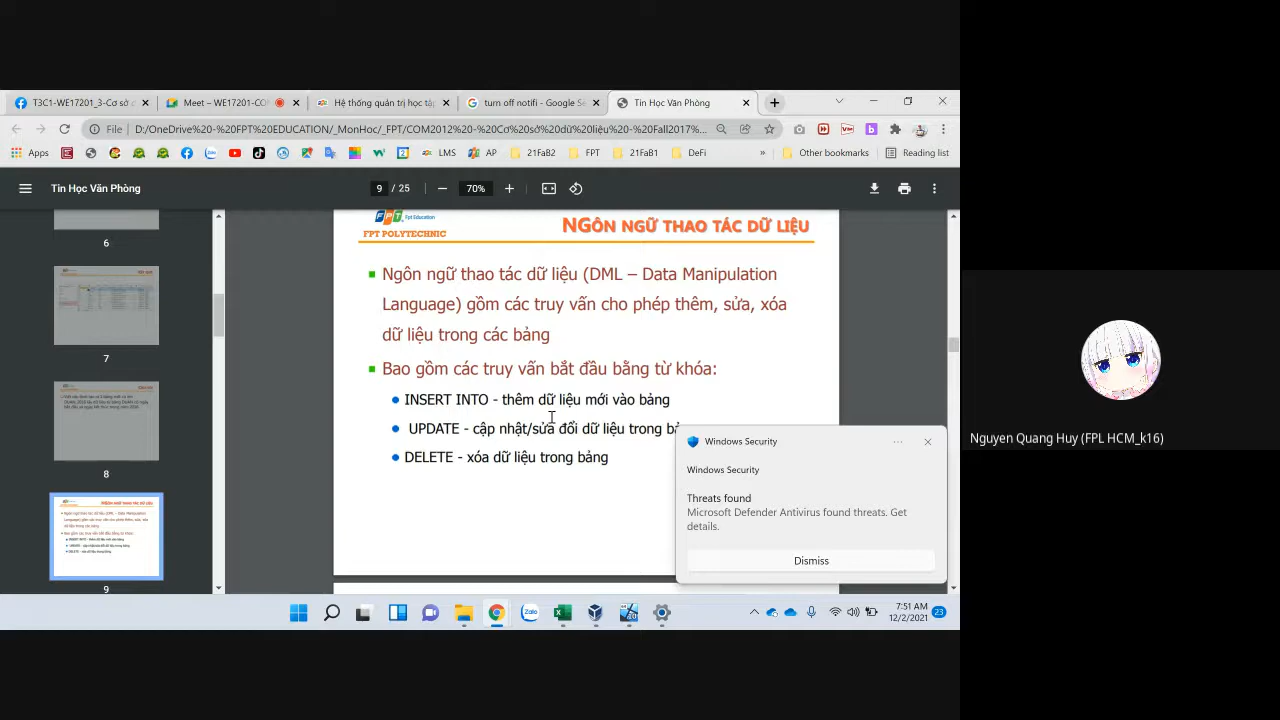 T3C1-WE17201_3-Cơ sở c
Meet – WE17201-CO
Hệ thống quản trị học tập
turn off notifi - Google Se
Tin Học Văn Phòng
File
D:/OneDrive%20-%20FPT%20EDUCATION/_MonHoc/_FPT/COM2012%20-%20Cơ%20sở%20dữ%20liệu%20-%20Fall2017%...
Apps
LMS
AP
21FaB2
FPT
21FaB1
DeFi
»
Other bookmarks
Reading list
Tin Học Văn Phòng
9 / 25
70%
6
7
8
9
FPT Fpt Education
FPT POLYTECHNIC
NGÔN NGỮ THAO TÁC DỮ LIỆU
Ngôn ngữ thao tác dữ liệu (DML – Data Manipulation
Language) gồm các truy vấn cho phép thêm, sửa, xóa
dữ liệu trong các bảng
Bao gồm các truy vấn bắt đầu bằng từ khóa:
INSERT INTO - thêm dữ liệu mới vào bảng
UPDATE - cập nhật/sửa đổi dữ liệu trong bả
DELETE - xóa dữ liệu trong bảng
Windows Security
Windows Security
Threats found
Microsoft Defender Antivirus found threats. Get
details.
Dismiss
Zalo
7:51 AM
12/2/2021
23
Nguyen Quang Huy (FPL HCM_k16)